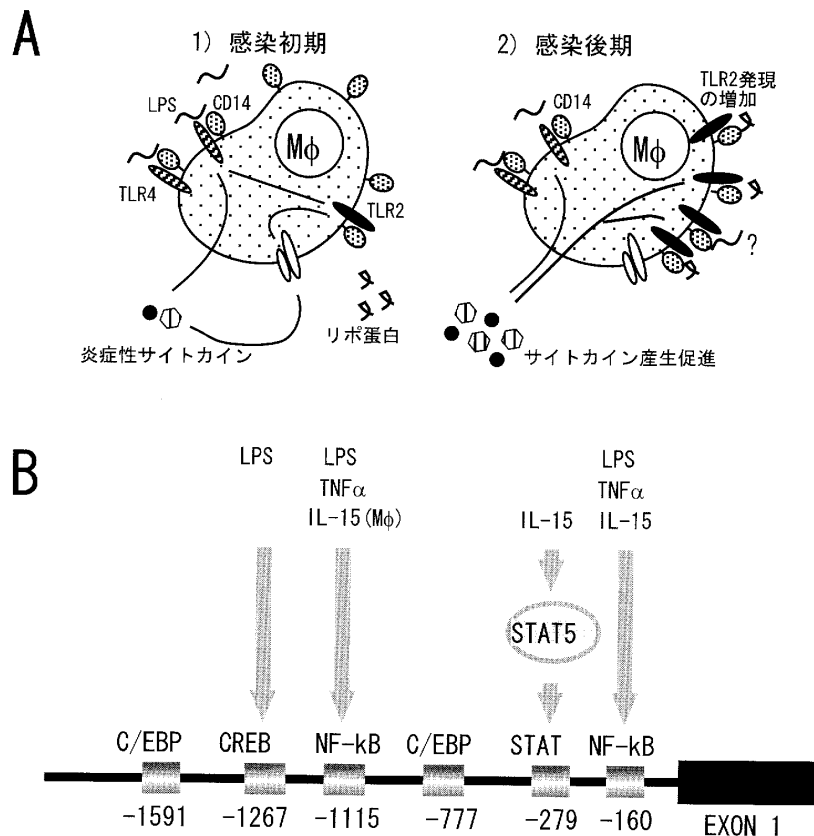 A
1) 感染初期
2) 感染後期
LPS
CD14
Mφ
TLR4
TLR2
炎症性サイトカイン
リポ蛋白
CD14
TLR2発現
の増加
Mφ
?
サイトカイン産生促進
B
LPS
LPS
TNFα
IL-15(Mφ)
IL-15
LPS
TNFα
IL-15
STAT5
C/EBP CREB NF-kB C/EBP STAT NF-kB
-1591 -1267 -1115 -777 -279 -160 EXON 1